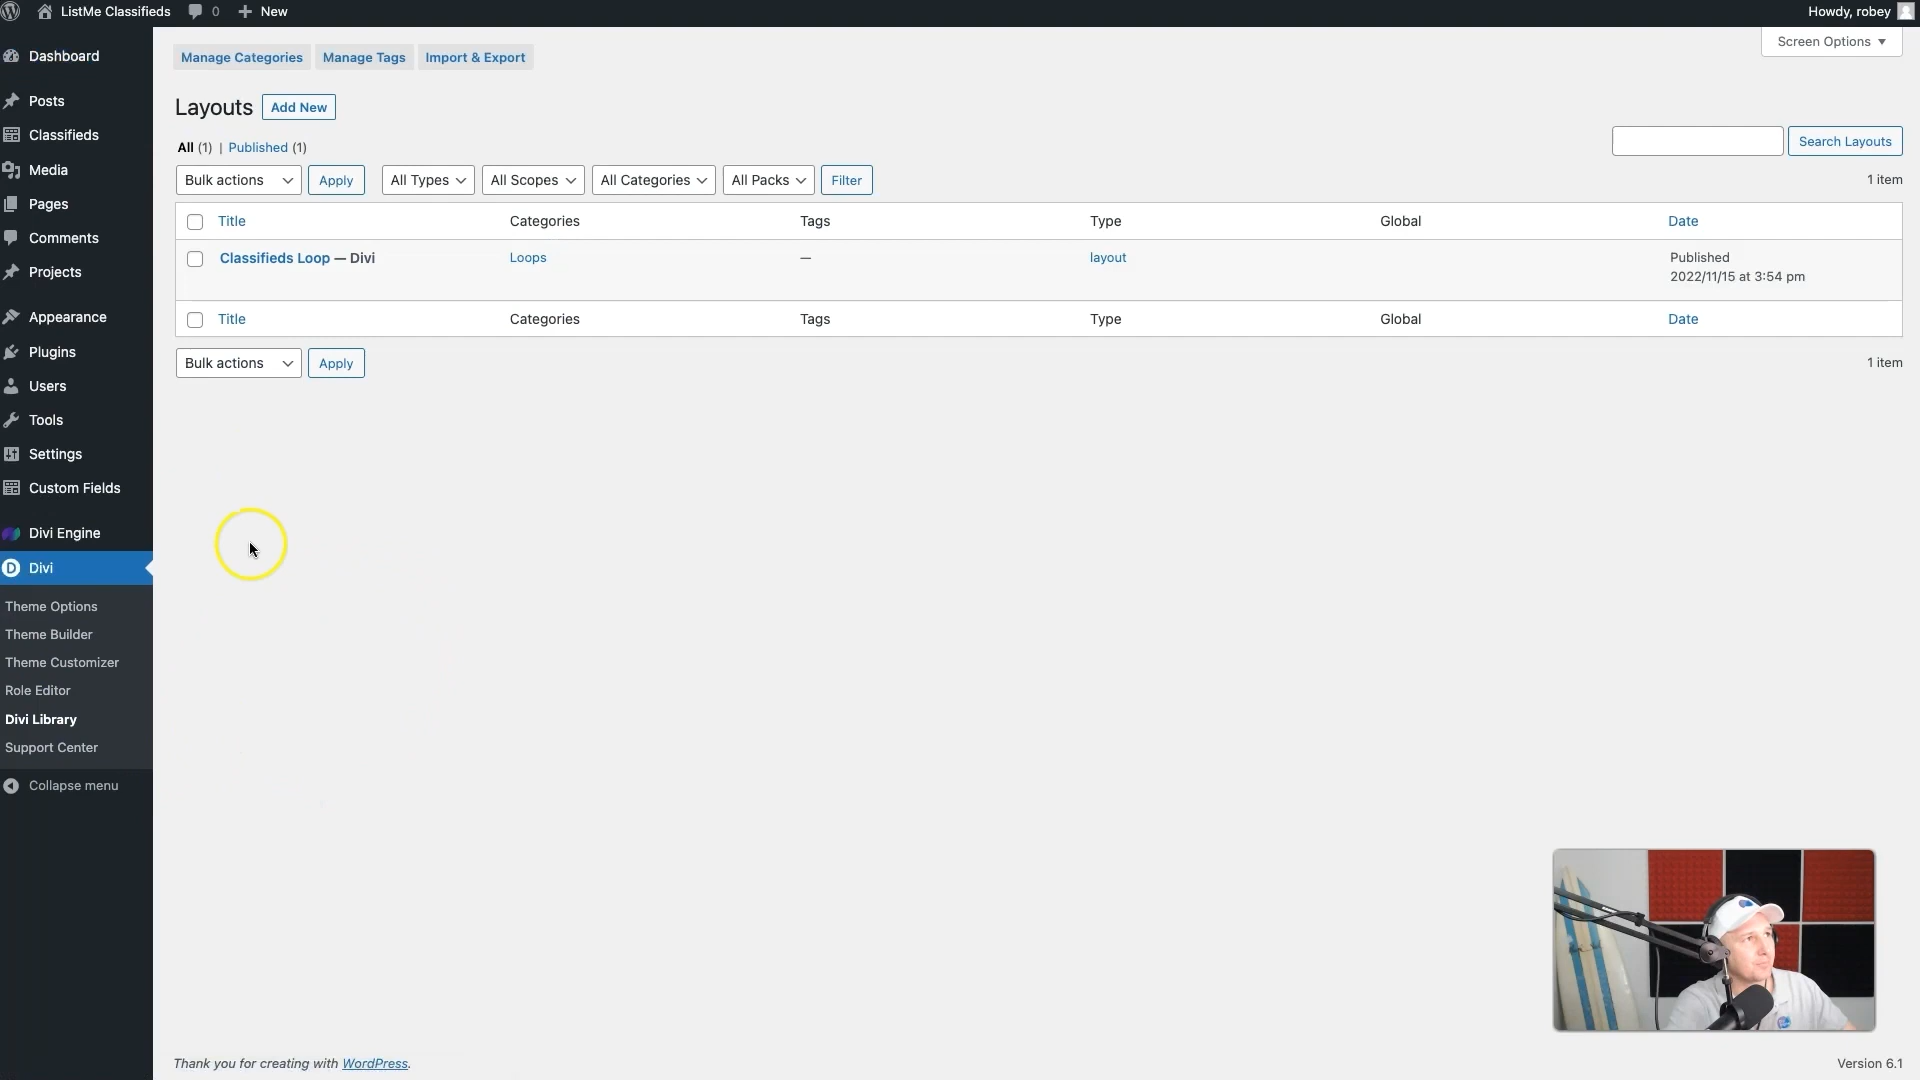 ListMe Classifieds 0 New Howdy, robey
Screen Options
Dashboard
Posts
Classifieds
Media
Pages
Comments
Projects
Appearance
Plugins
Users
Tools
Settings
Custom Fields
Divi Engine
Divi
Theme Options
Theme Builder
Theme Customizer
Role Editor
Divi Library
Support Center
Collapse menu
Manage Categories Manage Tags Import & Export
Layouts Add New
All (1) | Published (1)
Search Layouts
Bulk actions Apply All Types All Scopes All Categories All Packs Filter 1 item
Title Categories Tags Type Global Date
Classifieds Loop — Divi Loops — layout Published
2022/11/15 at 3:54 pm
Title Categories Tags Type Global Date
Bulk actions Apply 1 item
Thank you for creating with WordPress. Version 6.1